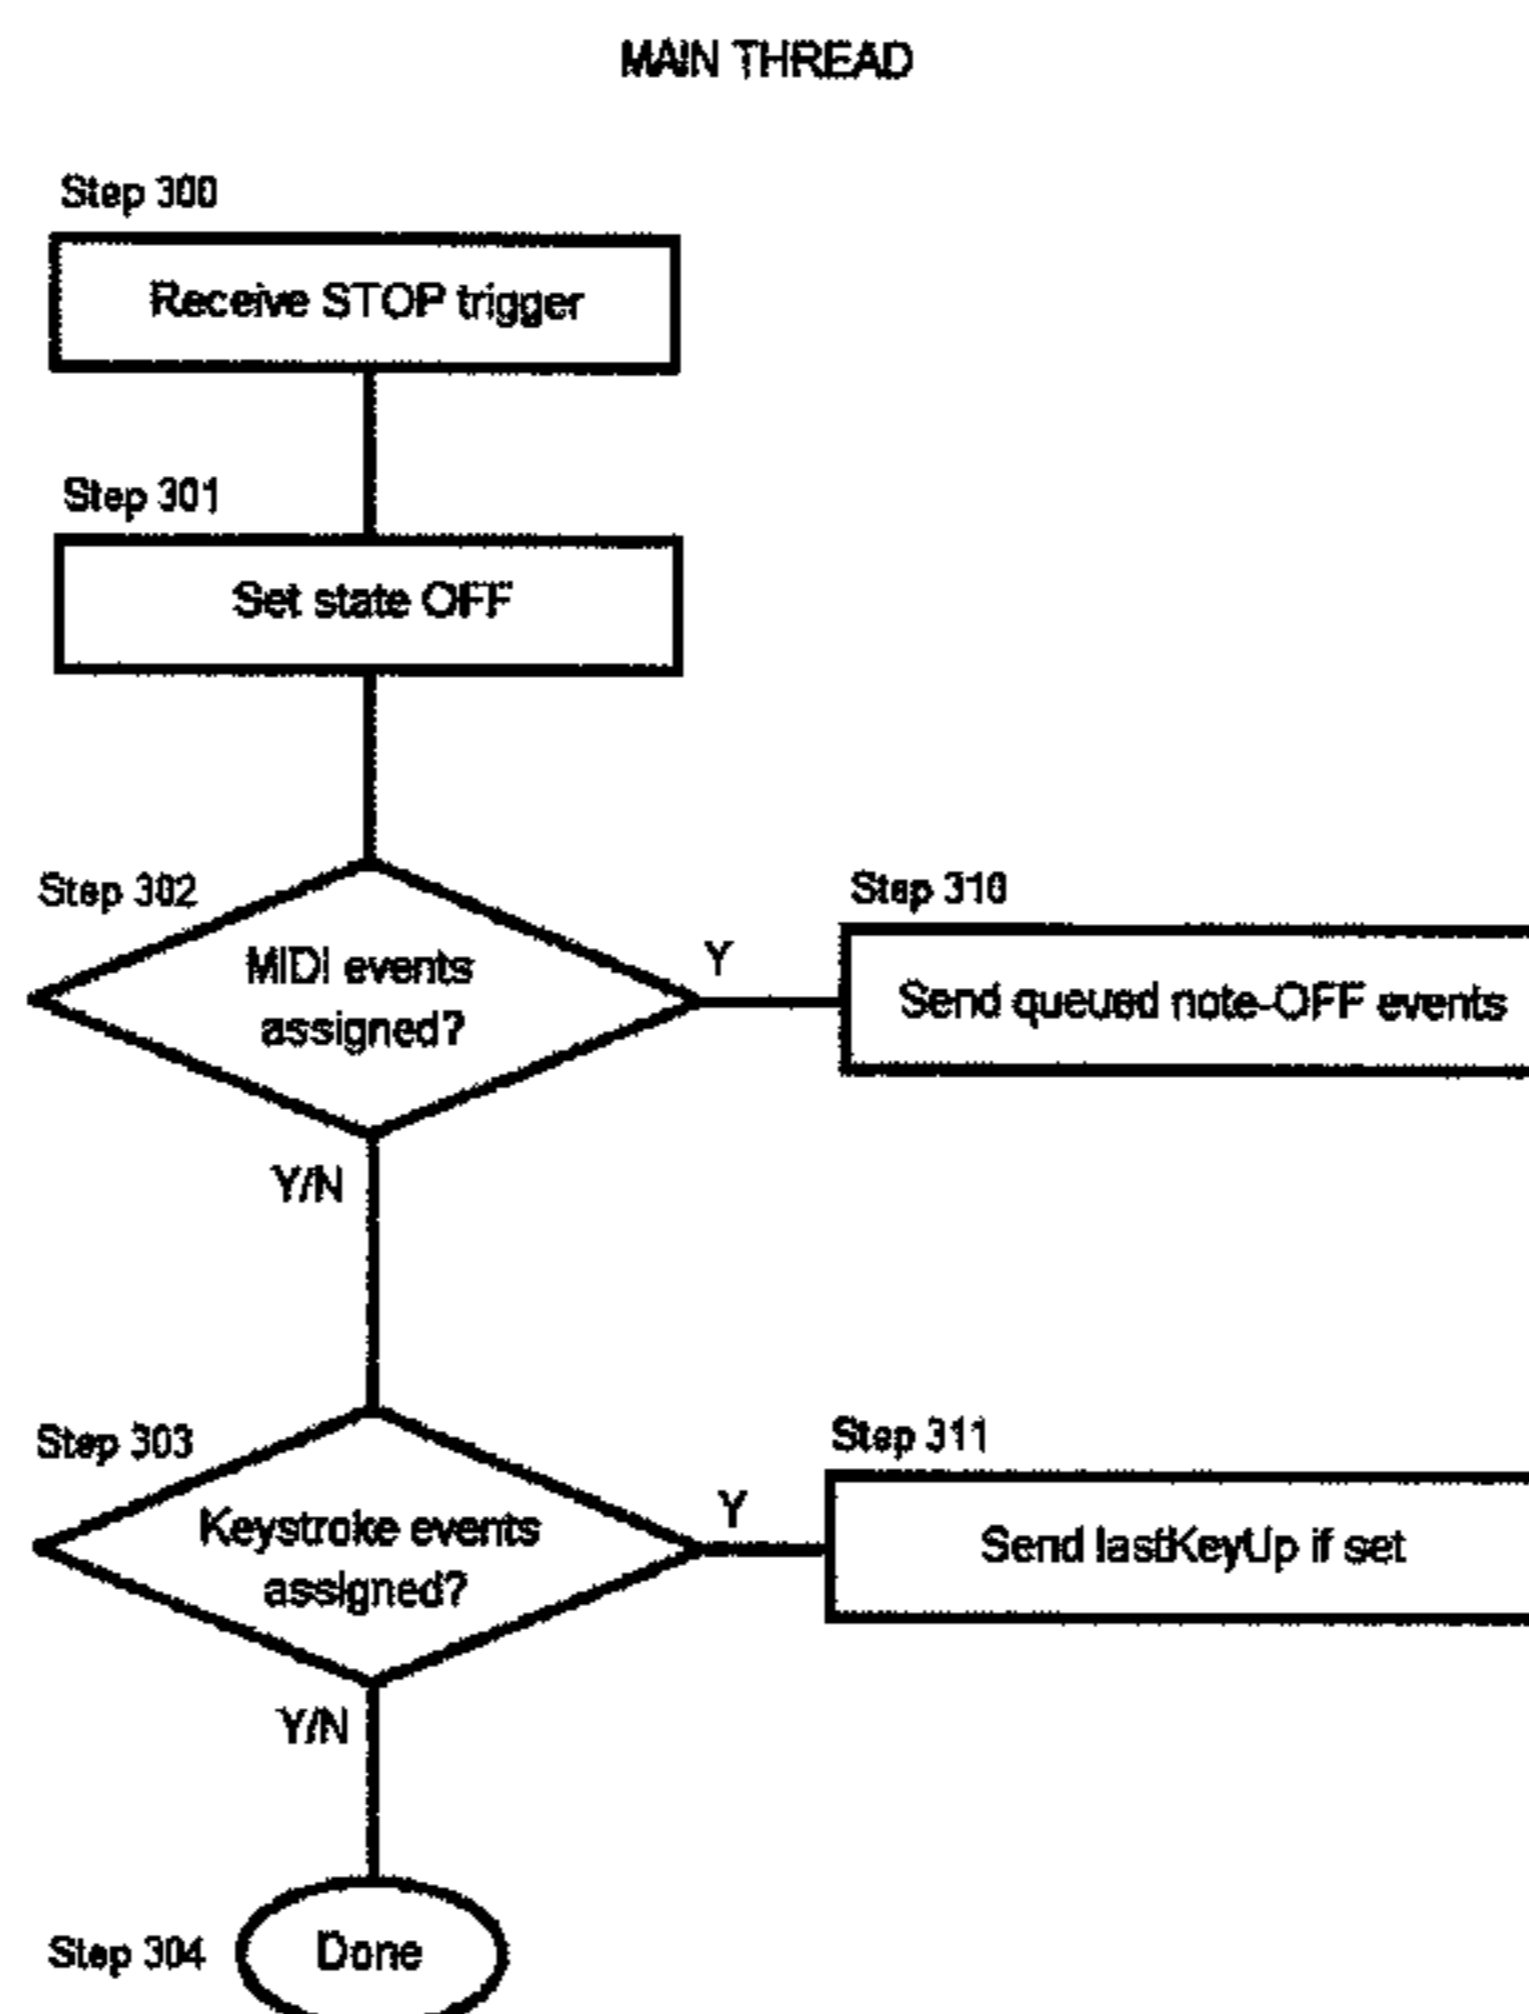 MAIN THREAD
Step 300
Receive STOP trigger
Step 301
Set state OFF
Step 302
MIDI events
assigned?
Y
Step 310
Send queued note-OFF events
Y/N
Step 303
Keystroke events
assigned?
Y
Step 311
Send lastKeyUp if set
Y/N
Step 304
Done